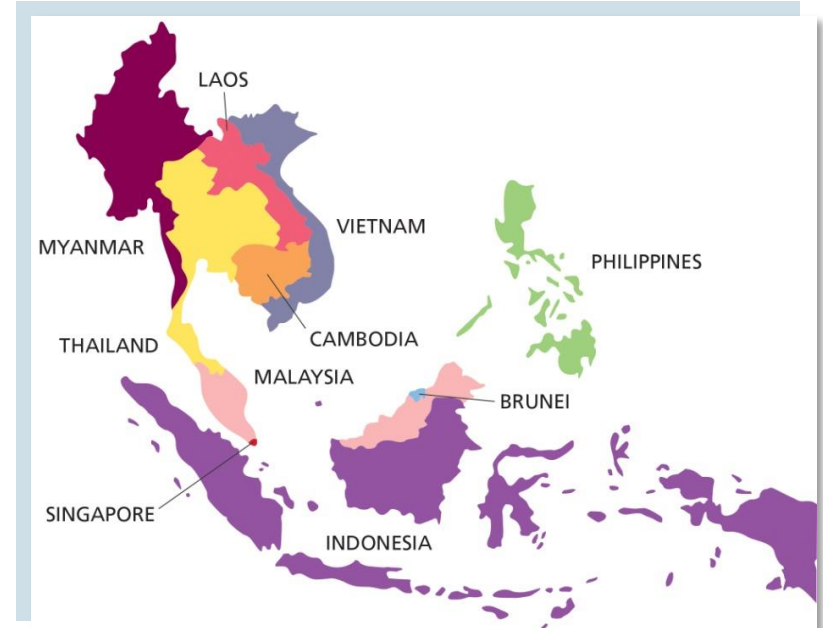 LAOS
VIETNAM
MYANMAR
PHILIPPINES
CAMBODIA
THAILAND
MALAYSIA
BRUNEI
SINGAPORE
INDONESIA